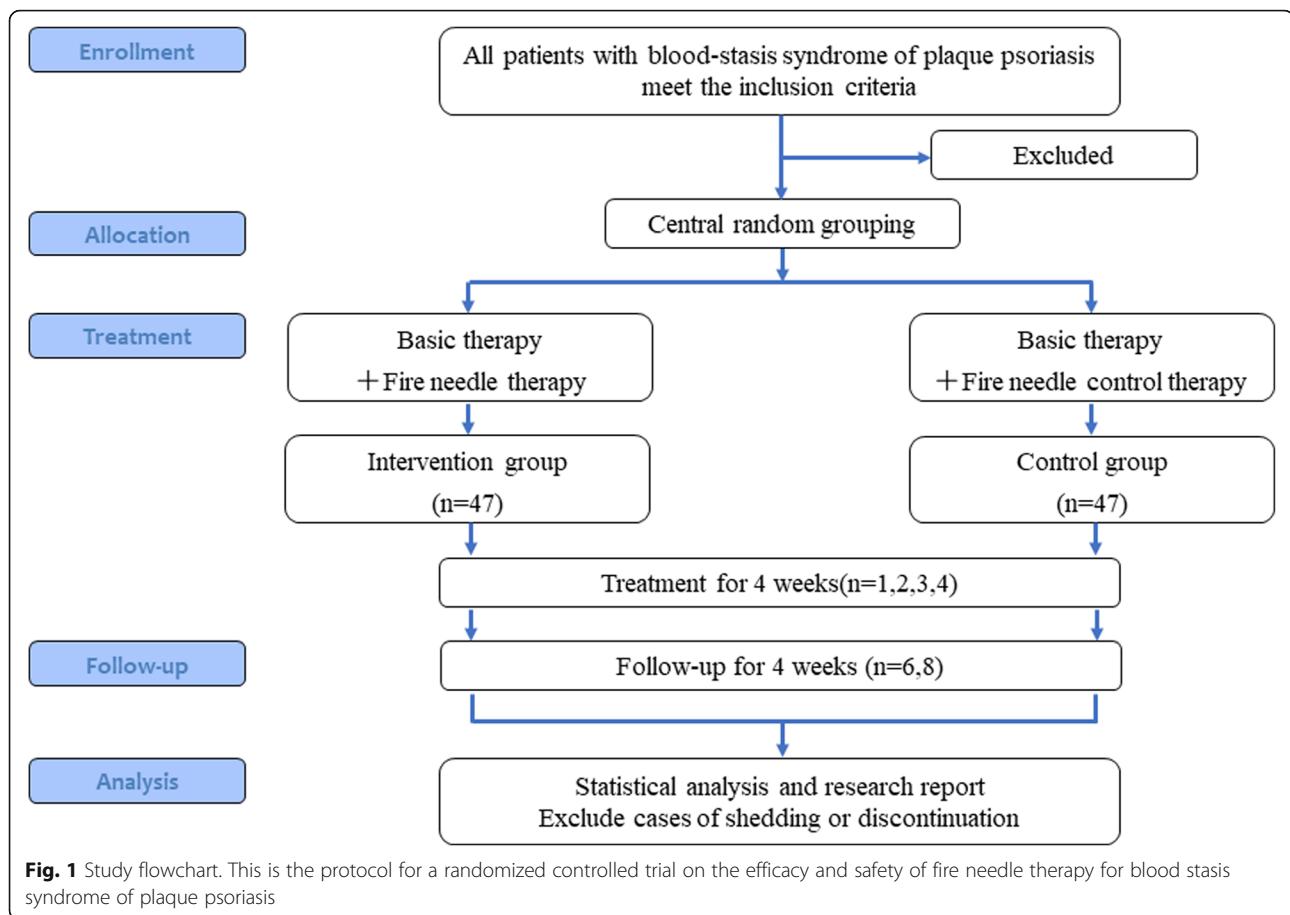 Enrollment
All patients with blood-stasis syndrome of plaque psoriasis
meet the inclusion criteria
Excluded
Allocation
Central random grouping
Treatment
Basic therapy
＋Fire needle therapy
Basic therapy
＋Fire needle control therapy
Intervention group
(n=47)
Control group
(n=47)
Treatment for 4 weeks(n=1,2,3,4)
Follow-up
Follow-up for 4 weeks (n=6,8)
Analysis
Statistical analysis and research report
Exclude cases of shedding or discontinuation
Fig. 1 Study flowchart. This is the protocol for a randomized controlled trial on the efficacy and safety of fire needle therapy for blood stasis
syndrome of plaque psoriasis